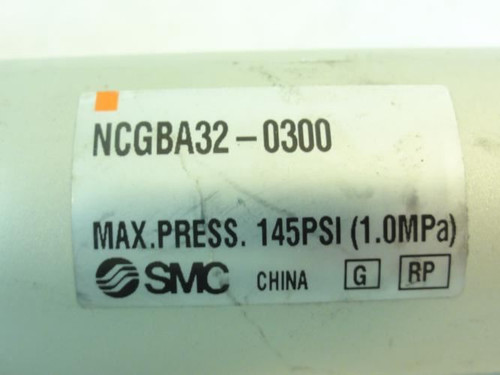 NCGBA32-0300
MAX.PRESS. 145PSI (1.0MPa)
SMC CHINA G RP